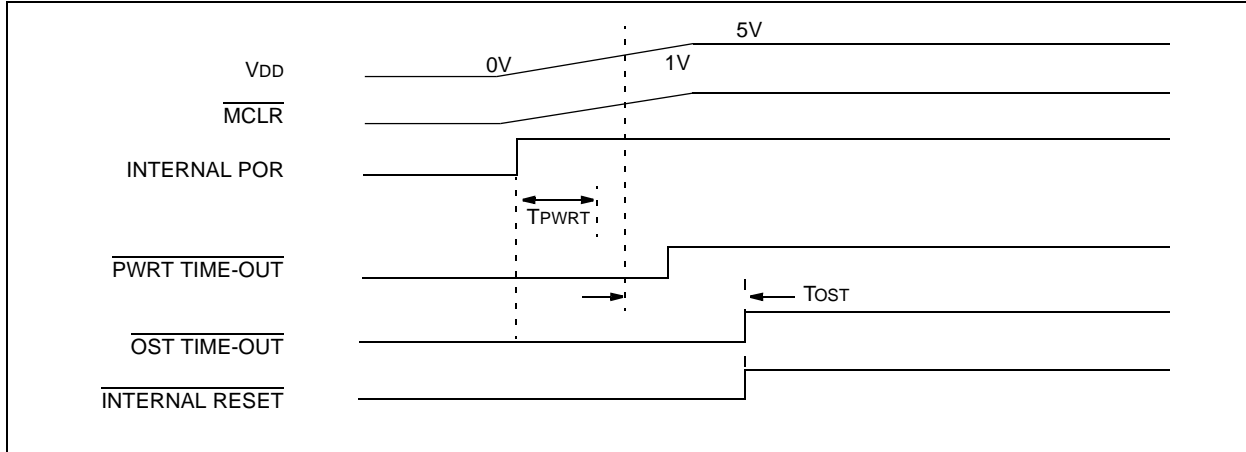 5V
VDD 0V 1V
MCLR
INTERNAL POR
TPWRT
PWRT TIME-OUT
TOST
OST TIME-OUT
INTERNAL RESET